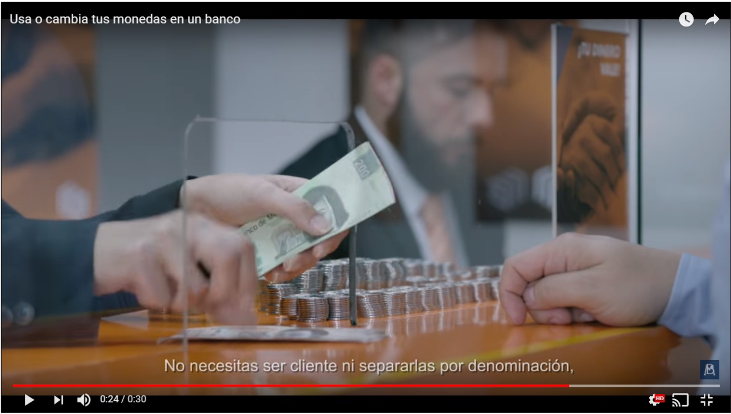 Usa o cambia tus monedas en un banco
¡TU DINERO
VALE!
200
No necesitas ser cliente ni separarlas por denominación,
0:24 / 0:30
HD